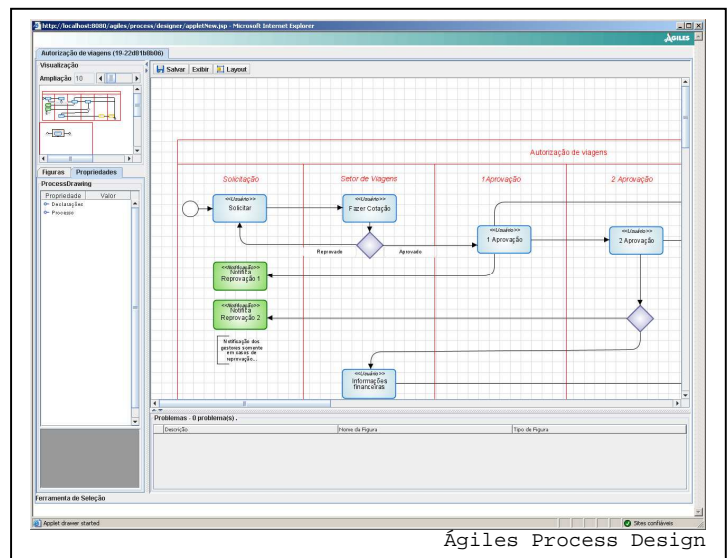 http://localhost:8080/agiles/process/designer/appletNew.jsp - Microsoft Internet Explorer
ÁGILES
Autorização de viagens (19-22d81b8b06)
Visualização
Ampliação 10
Salvar Exibir Layout
Figuras Propriedades
ProcessDrawing
Propriedade Valor
Declarações
Processo
Autorização de viagens
Solicitação Setor de Viagens 1 Aprovação 2 Aprovação
<<Usuário>>
Solicitar
<<Usuário>>
Fazer Cotação
<<Usuário>>
1 Aprovação
<<Usuário>>
2 Aprovação
Reprovado Aprovado
<<Notificação>>
Notifica
Reprovação 1
<<Notificação>>
Notifica
Reprovação 2
Notificação dos
gestores somente
em casos de
reprovação...
<<Usuário>>
Informações
financeiras
Problemas - 0 problema(s) .
Descrição Nome da Figura Tipo de Figura
Ferramenta de Seleção
Applet drawer started Sites confiáveis
Ágiles Process Design